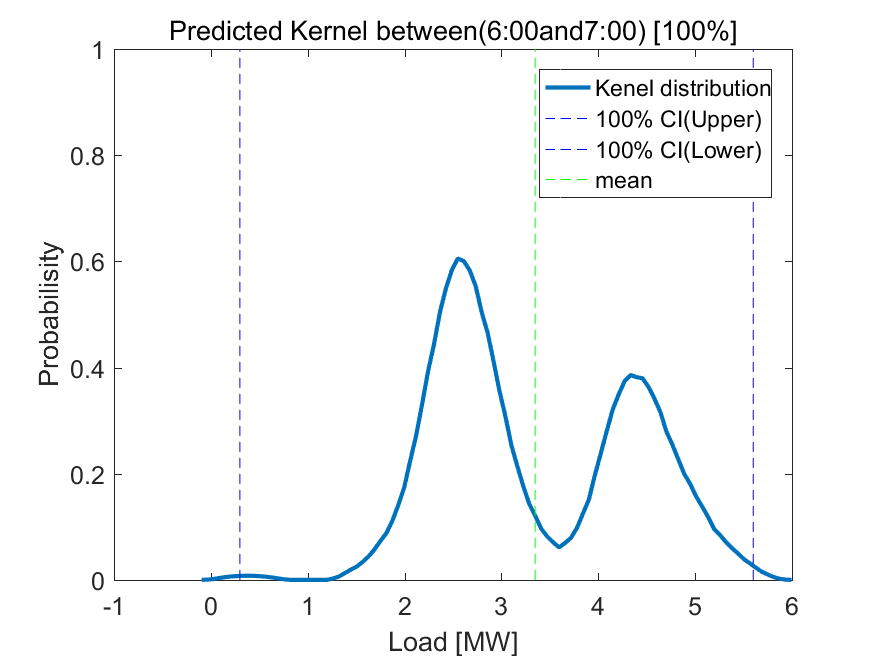 Predicted Kernel between(6:00and7:00) [100%]
1
0.8
0.6
0.4
0.2
0
Probabilisity
Kenel distribution
100% CI(Upper)
100% CI(Lower)
mean
-1 0 1 2 3 4 5 6
Load [MW]